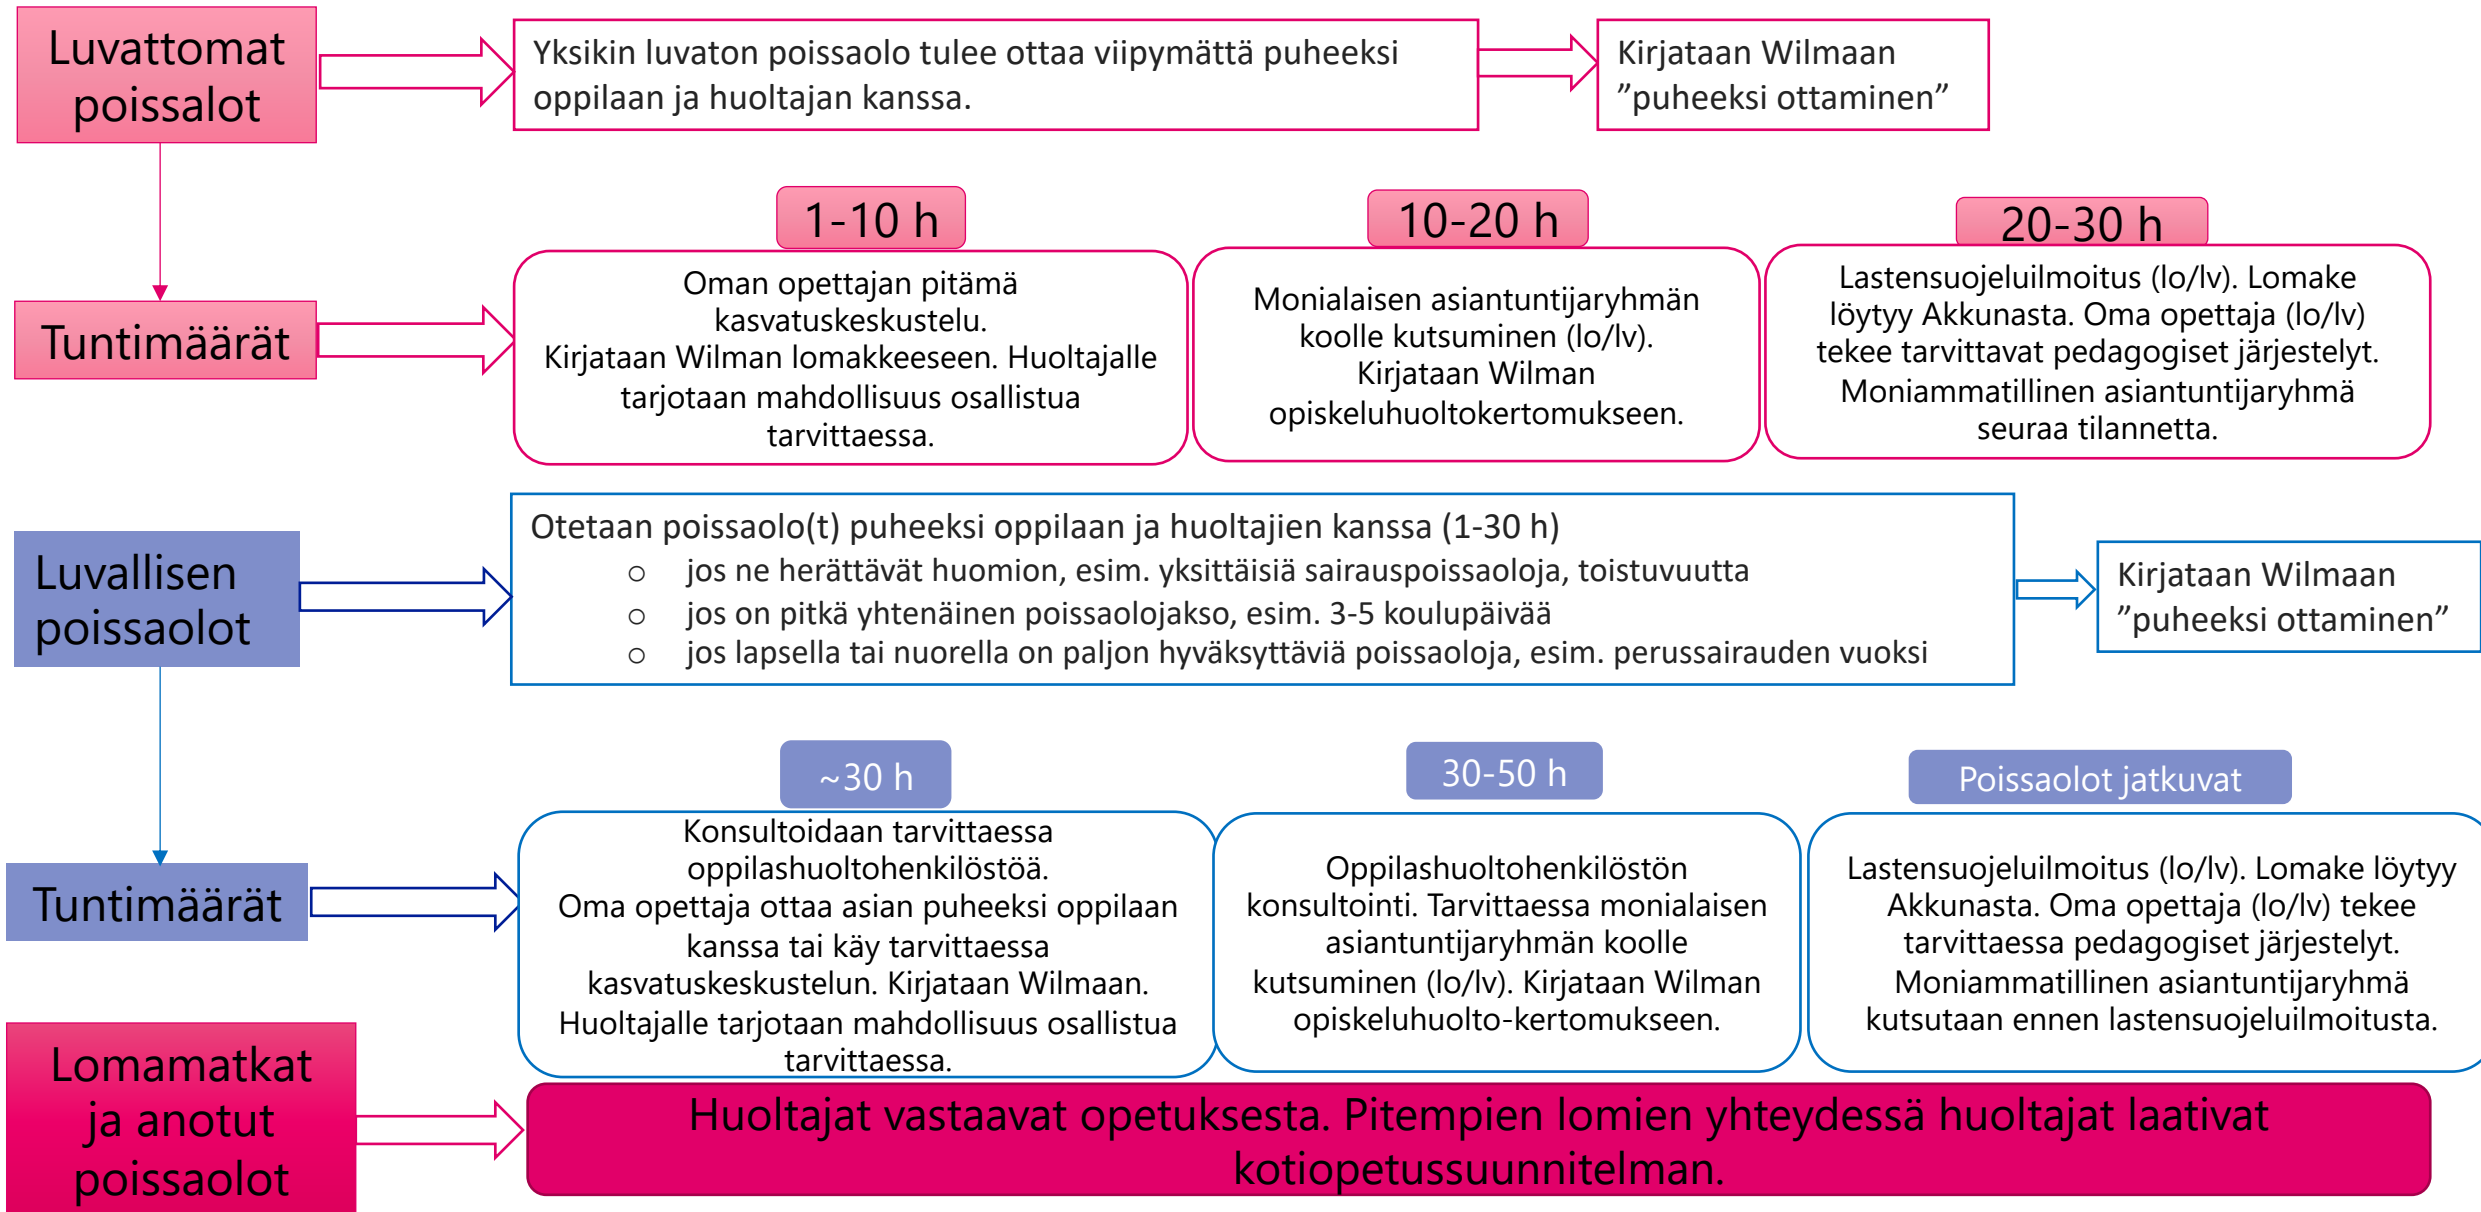 Luvattomat
poissalot
Yksikin luvaton poissaolo tulee ottaa viipymättä puheeksi
oppilaan ja huoltajan kanssa.
Kirjataan Wilmaan
”puheeksi ottaminen”
Tuntimäärät
1-10 h
Oman opettajan pitämä
kasvatuskeskustelu.
Kirjataan Wilman lomakkeeseen. Huoltajalle
tarjotaan mahdollisuus osallistua
tarvittaessa.
10-20 h
Monialaisen asiantuntijaryhmän
koolle kutsuminen (lo/lv).
Kirjataan Wilman
opiskeluhuoltokertomukseen.
20-30 h
Lastensuojeluilmoitus (lo/lv). Lomake
löytyy Akkunasta. Oma opettaja (lo/lv)
tekee tarvittavat pedagogiset järjestelyt.
Moniammatillinen asiantuntijaryhmä
seuraa tilannetta.
Luvallisen
poissaolot
Otetaan poissaolo(t) puheeksi oppilaan ja huoltajien kanssa (1-30 h)
o jos ne herättävät huomion, esim. yksittäisiä sairauspoissaoloja, toistuvuutta
o jos on pitkä yhtenäinen poissaolojakso, esim. 3-5 koulupäivää
o jos lapsella tai nuorella on paljon hyväksyttäviä poissaoloja, esim. perussairauden vuoksi
Kirjataan Wilmaan
”puheeksi ottaminen”
Tuntimäärät
~30 h
Konsultoidaan tarvittaessa
oppilashuoltohenkilöstöä.
Oma opettaja ottaa asian puheeksi oppilaan
kanssa tai käy tarvittaessa
kasvatuskeskustelun. Kirjataan Wilmaan.
Huoltajalle tarjotaan mahdollisuus osallistua
tarvittaessa.
30-50 h
Oppilashuoltohenkilöstön
konsultointi. Tarvittaessa monialaisen
asiantuntijaryhmän koolle
kutsuminen (lo/lv). Kirjataan Wilman
opiskeluhuolto-kertomukseen.
Poissaolot jatkuvat
Lastensuojeluilmoitus (lo/lv). Lomake löytyy
Akkunasta. Oma opettaja (lo/lv) tekee
tarvittaessa pedagogiset järjestelyt.
Moniammatillinen asiantuntijaryhmä
kutsutaan ennen lastensuojeluilmoitusta.
Lomamatkat
ja anotut
poissaolot
Huoltajat vastaavat opetuksesta. Pitempien lomien yhteydessä huoltajat laativat
kotiopetussuunnitelman.